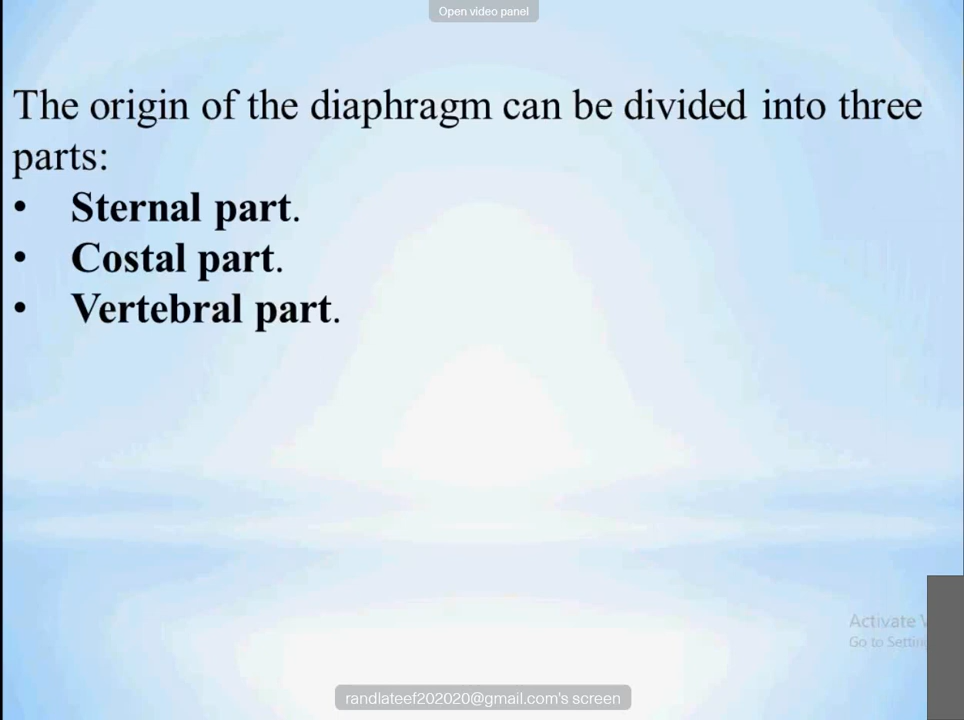 Open video panel
The origin of the diaphragm can be divided into three
parts:
• Sternal part.
• Costal part.
• Vertebral part.
Activate
Go to
randlateef202020@gmail.com's screen